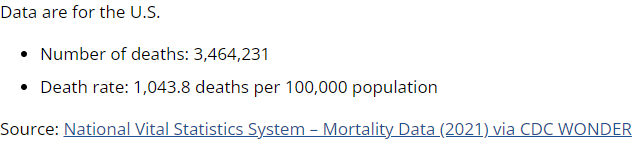 Data are for the U.S.
• Number of deaths: 3,464,231
• Death rate: 1,043.8 deaths per 100,000 population
Source: National Vital Statistics System – Mortality Data (2021) via CDC WONDER